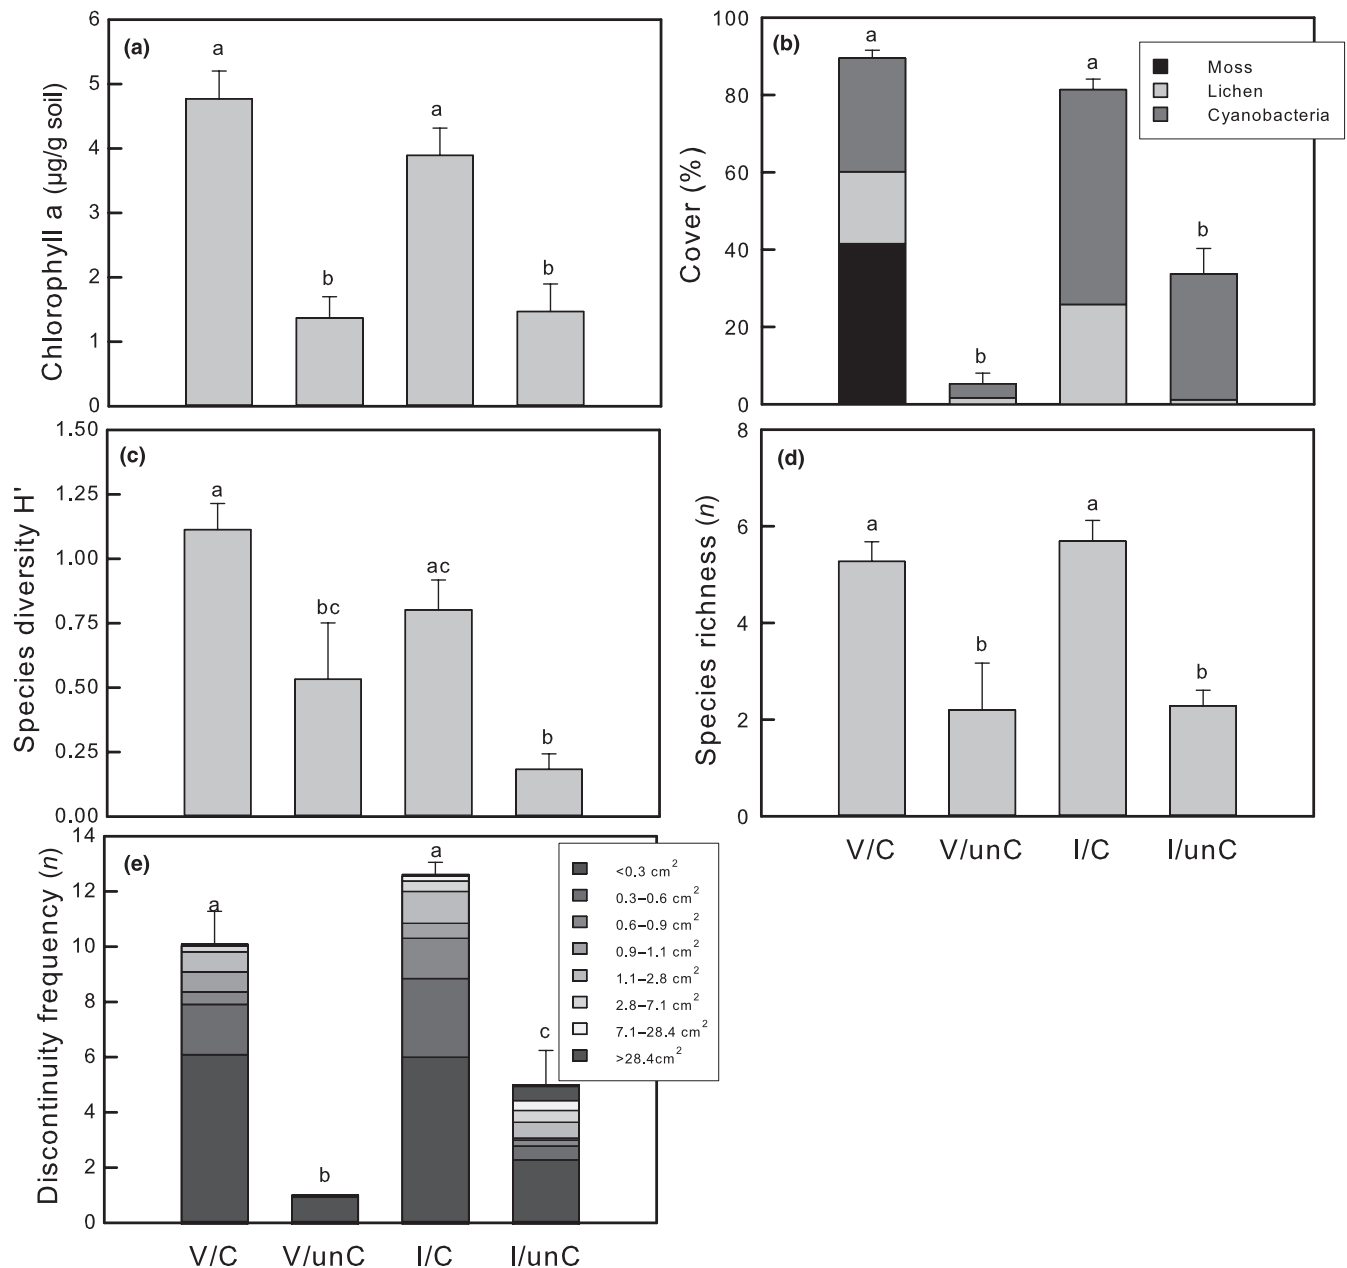 (a)
Chlorophyll a (µg/g soil)
6
5
4
3
2
1
0
a
b
a
b
(b)
Cover (%)
100
80
60
40
20
0
a
b
a
b
Moss
Lichen
Cyanobacteria
(c)
Species diversity H'
1.50
1.25
1.00
0.75
0.50
0.25
0.00
a
bc
ac
b
(d)
Species richness (n)
8
6
4
2
0
a
b
a
b
V/C V/unC I/C I/unC
(e)
Discontinuity frequency (n)
14
12
10
8
6
4
2
0
a
b
a
c
<0.3 cm²
0.3–0.6 cm²
0.6–0.9 cm²
0.9–1.1 cm²
1.1–2.8 cm²
2.8–7.1 cm²
7.1–28.4 cm²
>28.4cm²
V/C V/unC I/C I/unC